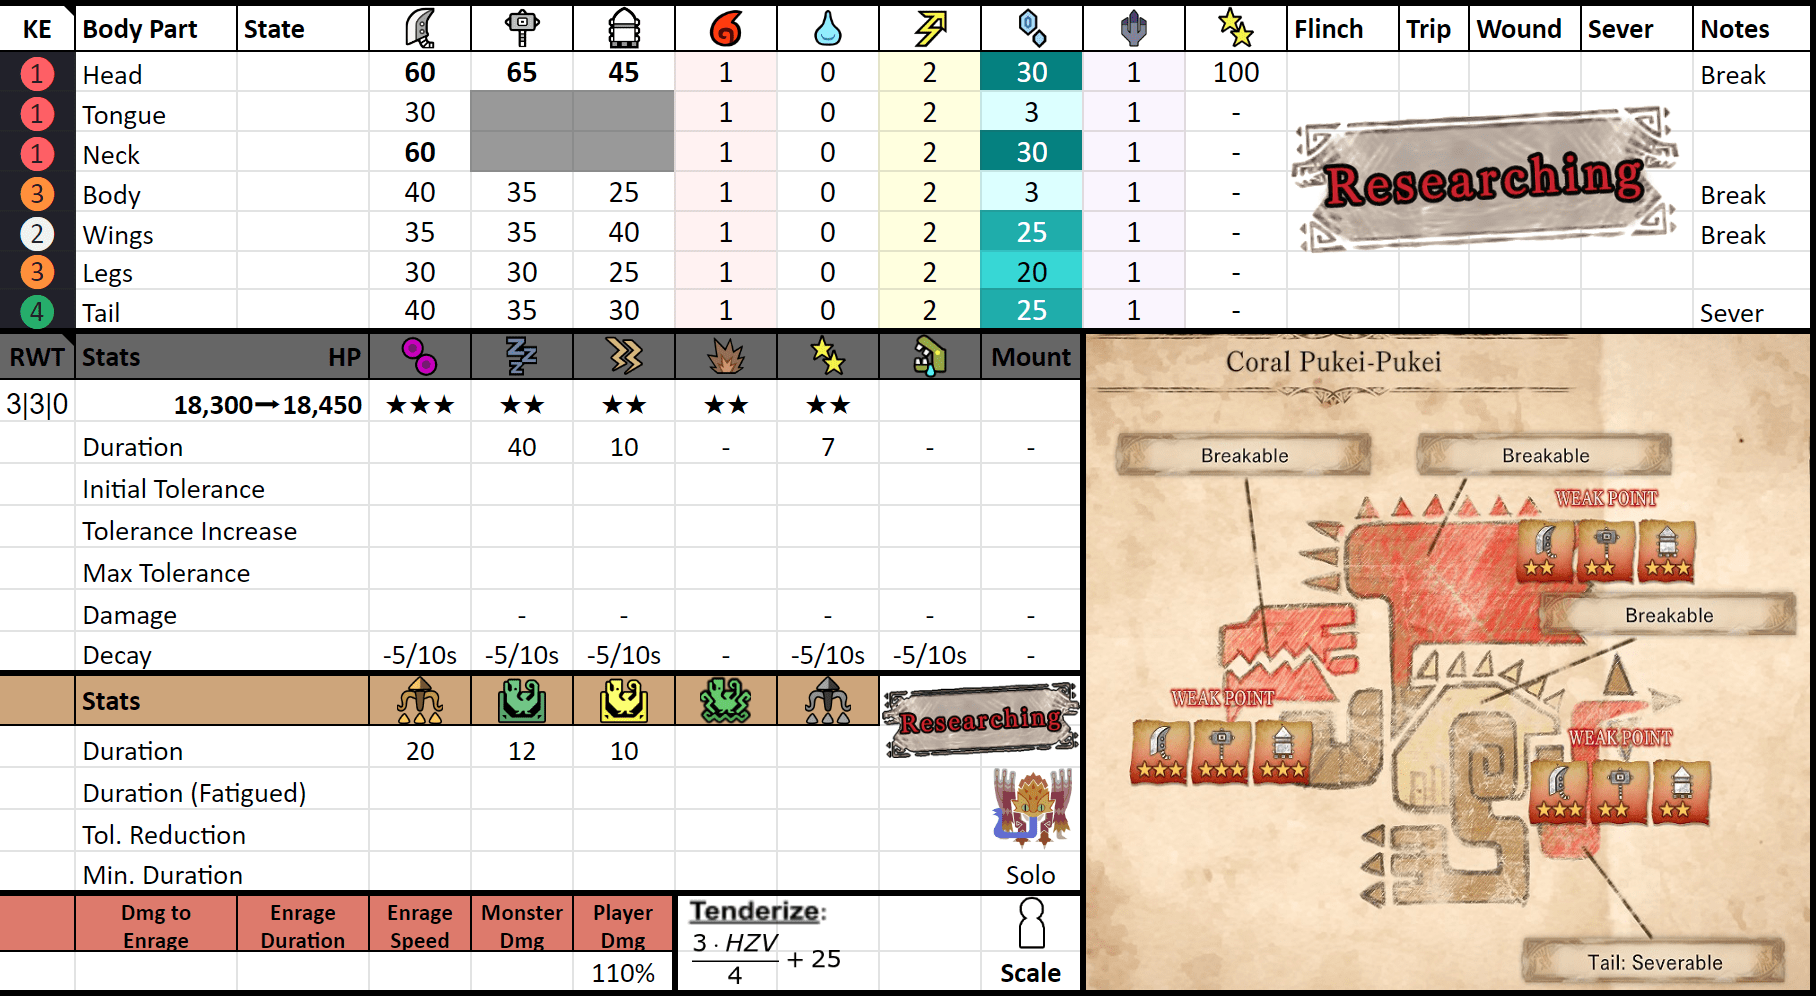 KE Body Part State Flinch Trip Wound Sever Notes
1 Head 60 65 45 1 0 2 30 1 100 Break
1 Tongue 30 1 0 2 3 1 -
1 Neck 60 1 0 2 30 1 -
3 Body 40 35 25 1 0 2 3 1 - Break
2 Wings 35 35 40 1 0 2 25 1 - Break
3 Legs 30 30 25 1 0 2 20 1 -
4 Tail 40 35 30 1 0 2 25 1 - Sever
Researching
RWT Stats HP Mount
3|3|0 18,300→18,450 ★★★ ★★ ★★ ★★ ★★
Duration 40 10 - 7 - -
Initial Tolerance
Tolerance Increase
Max Tolerance
Damage - - - - -
Decay -5/10s -5/10s -5/10s - -5/10s -5/10s -
Stats
Researching
Duration 20 12 10
Duration (Fatigued)
Tol. Reduction
Min. Duration
Solo
Dmg to Enrage
Enrage Duration
Enrage Speed
Monster Dmg
Player Dmg
110%
Tenderize:
3 · HZV
4
+ 25
Scale
Coral Pukei-Pukei
Breakable
Breakable
WEAK POINT
★★ ★★ ★★★
Breakable
WEAK POINT
★★★ ★★★ ★★★
WEAK POINT
★★★ ★★ ★★
Tail: Severable